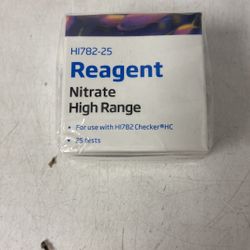 HI782-25
Reagent
Nitrate
High Range
• For use with HI782 Checker®HC
• 25 tests